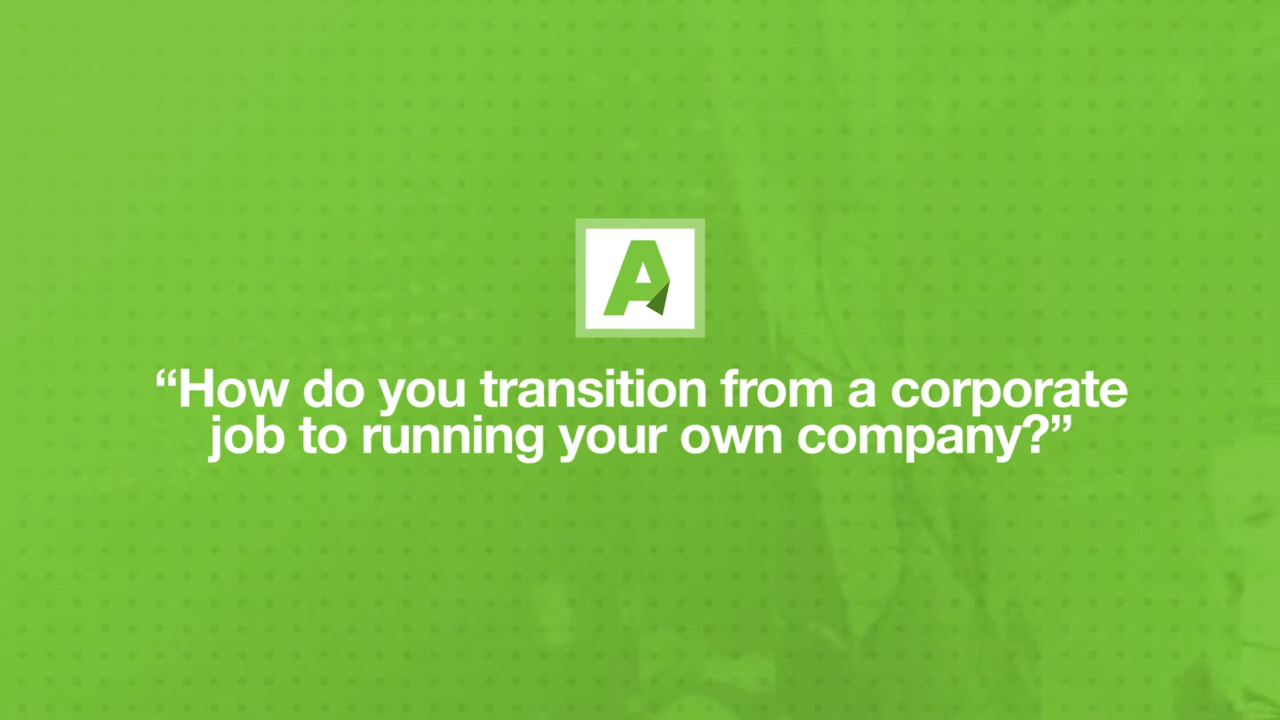 A
“How do you transition from a corporate
job to running your own company?”